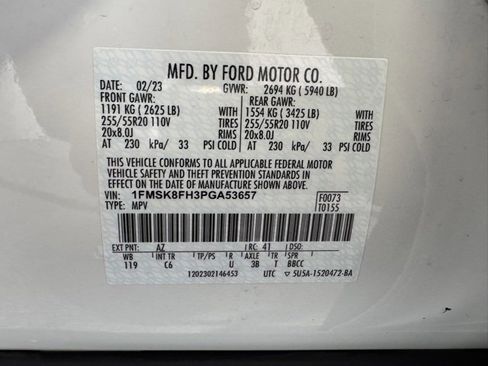 MFD. BY FORD MOTOR CO.
DATE: 02/23 GVWR: 2694 KG ( 5940 LB)
FRONT GAWR: REAR GAWR:
1191 KG ( 2625 LB) WITH 1554 KG ( 3425 LB) WITH
255/55R20 110V TIRES 255/55R20 110V TIRES
20x8.0J RIMS 20x8.0J RIMS
AT 230 kPa/ 33 PSI COLD AT 230 kPa/ 33 PSI COLD
THIS VEHICLE CONFORMS TO ALL APPLICABLE FEDERAL MOTOR
VEHICLE SAFETY AND THEFT PREVENTION STANDARDS IN
EFFECT ON THE DATE OF MANUFACTURE SHOWN ABOVE.
VIN: 1FMSK8FH3PGA53657 F0073
TYPE: MPV T0155
EXT PNT: AZ RC: 41 DSO:
WB INT TR TP/PS R AXLE TR SPR
119 C6 U 3B T BBCC
1202302146453 UTC 5U5A-1520472-BA